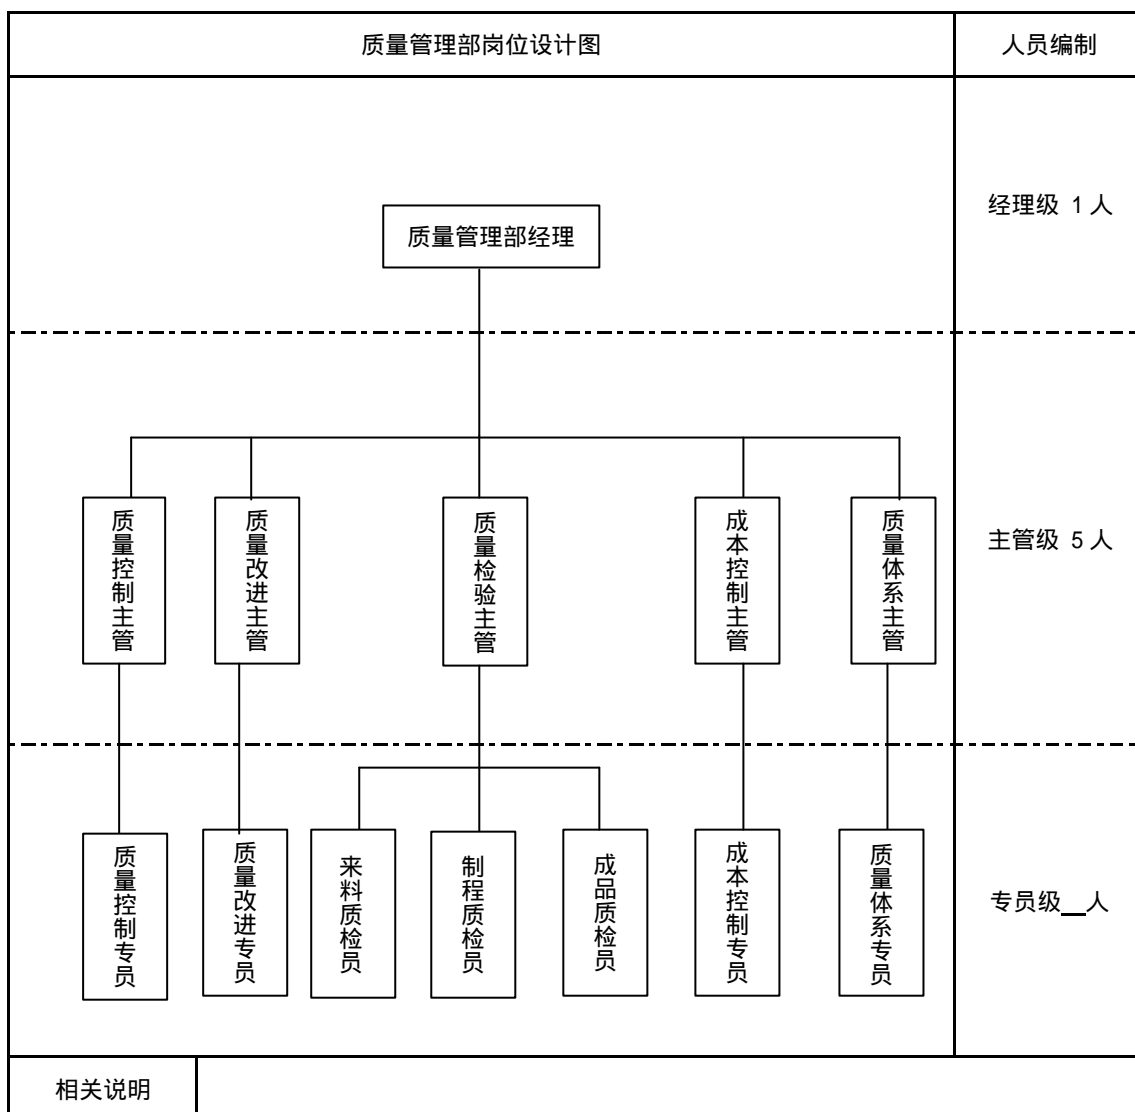 质量管理部岗位设计图
人员编制
经理级 1 人
质量管理部经理
质量控制主管
质量改进主管
质量检验主管
成本控制主管
质量体系主管
主管级 5 人
质量控制专员
质量改进专员
来料质检员
制程质检员
成品质检员
成本控制专员
质量体系专员
专员级__人
相关说明